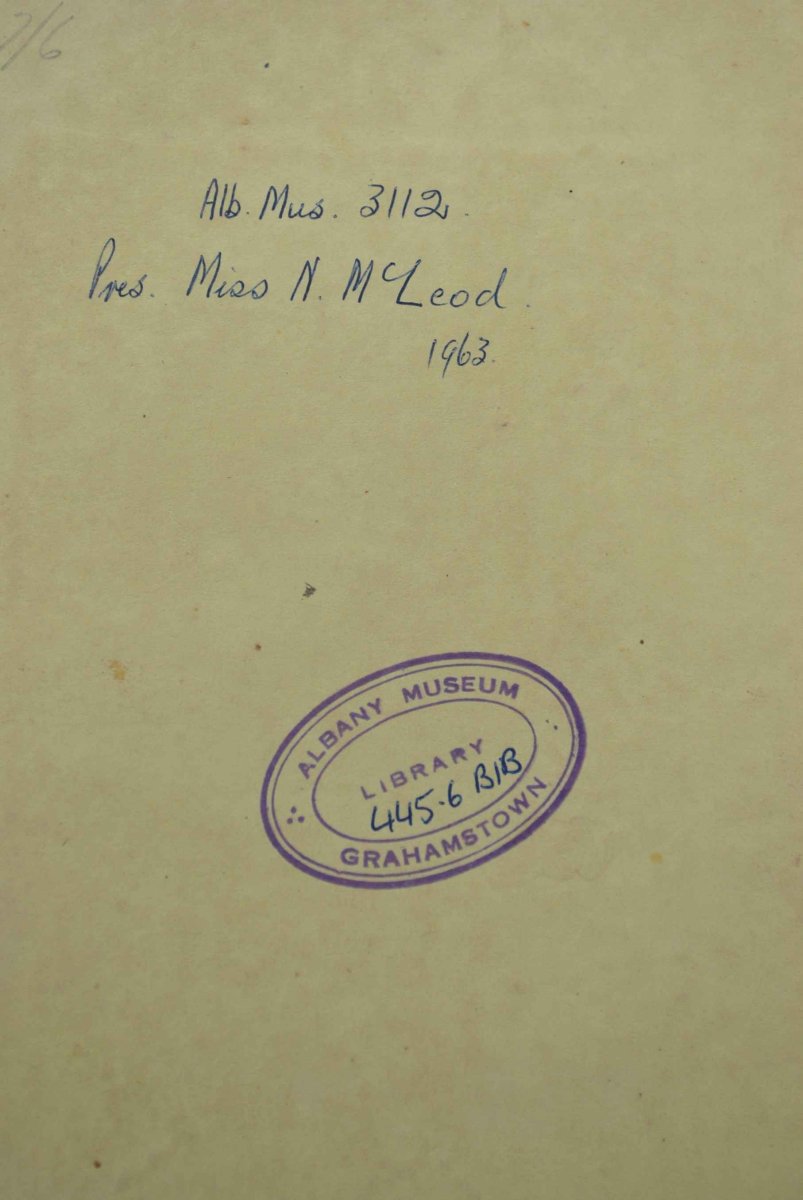 7/6
Alb. Mus. 3112.
Pres. Miss N. McLeod.
1963.
ALBANY MUSEUM
LIBRARY
445.6 BIB
GRAHAMSTOWN